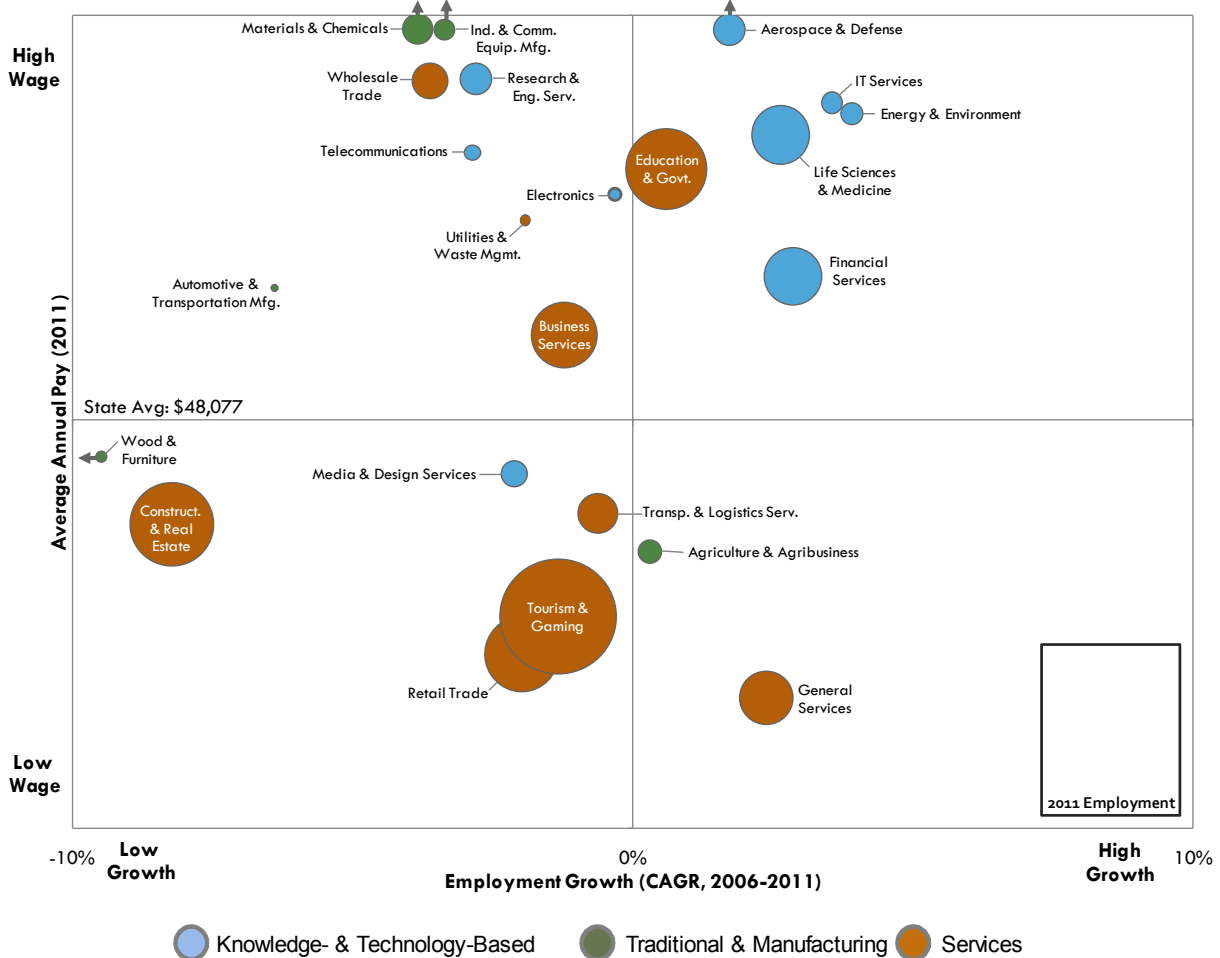 High
Wage
Materials & Chemicals
Ind. & Comm.
Equip. Mfg.
Aerospace & Defense
Wholesale
Trade
Research &
Eng. Serv.
IT Services
Energy & Environment
Telecommunications
Education
& Govt.
Life Sciences
& Medicine
Electronics
Utilities &
Waste Mgmt.
Financial
Services
Automotive &
Transportation Mfg.
Business
Services
Average Annual Pay (2011)
State Avg: $48,077
Wood &
Furniture
Media & Design Services
Construct.
& Real
Estate
Transp. & Logistics Serv.
Agriculture & Agribusiness
Tourism &
Gaming
Retail Trade
General
Services
Low
Wage
2011 Employment
-10%
Low
Growth
0%
High
Growth
10%
Employment Growth (CAGR, 2006-2011)
Knowledge- & Technology-Based
Traditional & Manufacturing
Services